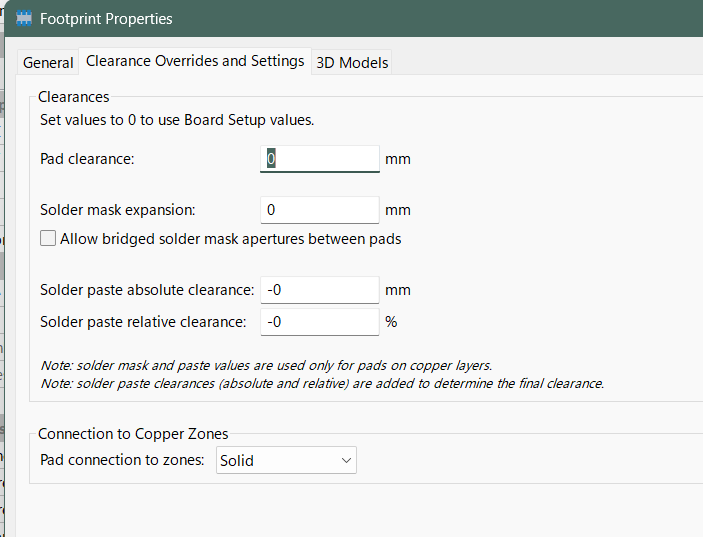 Footprint Properties
General Clearance Overrides and Settings 3D Models
Clearances
Set values to 0 to use Board Setup values.
Pad clearance: 0 mm
Solder mask expansion: 0 mm
Allow bridged solder mask apertures between pads
Solder paste absolute clearance: -0 mm
Solder paste relative clearance: -0 %
Note: solder mask and paste values are used only for pads on copper layers.
Note: solder paste clearances (absolute and relative) are added to determine the final clearance.
Connection to Copper Zones
Pad connection to zones: Solid